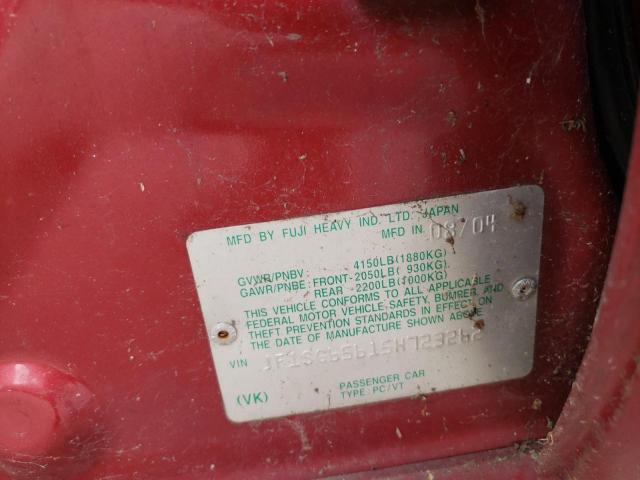 MFD BY FUJI HEAVY IND. LTD. JAPAN
MFD IN 08/04
GVWR/PNBV 4150LB(1880KG)
GAWR/PNBE FRONT-2050LB( 930KG)
REAR -2200LB(1000KG)
THIS VEHICLE CONFORMS TO ALL APPLICABLE
FEDERAL MOTOR VEHICLE SAFETY, BUMPER AND
THEFT PREVENTION STANDARDS IN EFFECT ON
THE DATE OF MANUFACTURE SHOWN ABOVE
VIN
PASSENGER CAR
(VK) TYPE: PC/VT